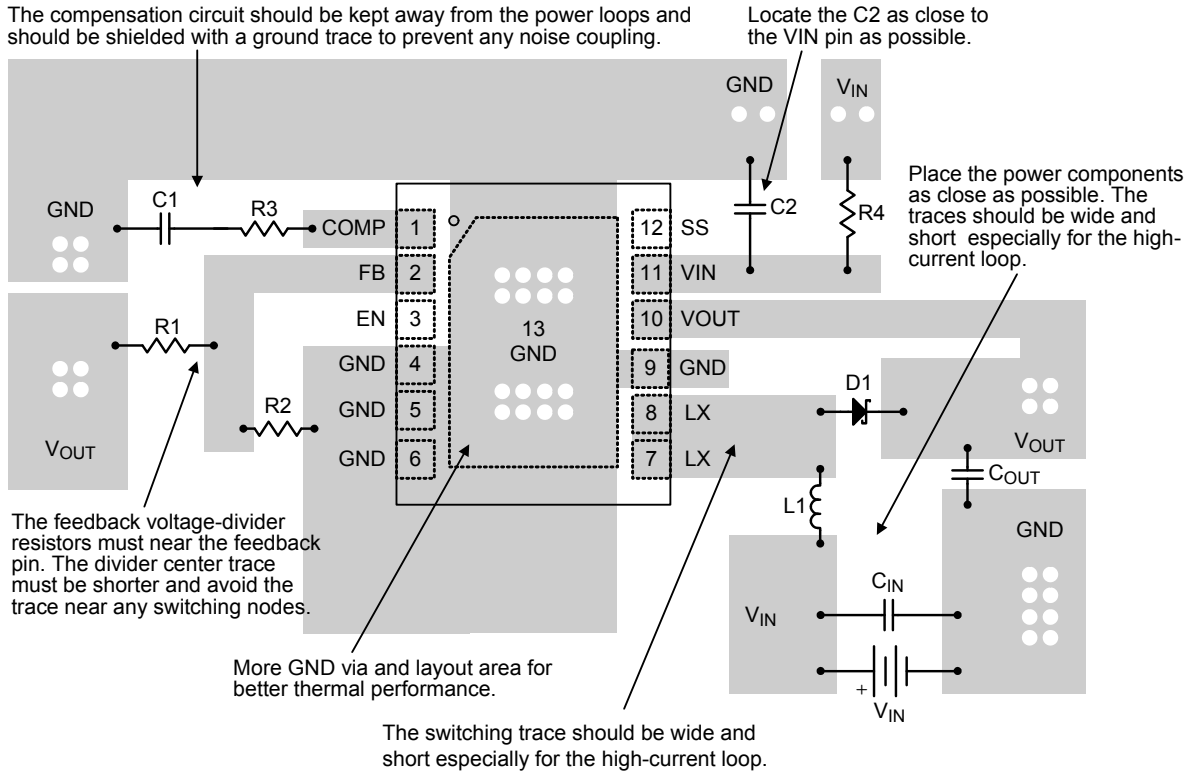 The compensation circuit should be kept away from the power loops and
should be shielded with a ground trace to prevent any noise coupling.
Locate the C2 as close to
the VIN pin as possible.
GND
VIN
Place the power components
as close as possible. The
traces should be wide and
short especially for the high-
current loop.
GND
C1
R3
COMP
1
12
SS
C2
R4
FB
2
11
VIN
R1
EN
3
13
GND
10
VOUT
GND
4
9
GND
R2
GND
5
8
LX
D1
VOUT
GND
6
7
LX
VOUT
COUT
L1
GND
The feedback voltage-divider
resistors must near the feedback
pin. The divider center trace
must be shorter and avoid the
trace near any switching nodes.
VIN
CIN
+
VIN
More GND via and layout area for
better thermal performance.
The switching trace should be wide and
short especially for the high-current loop.